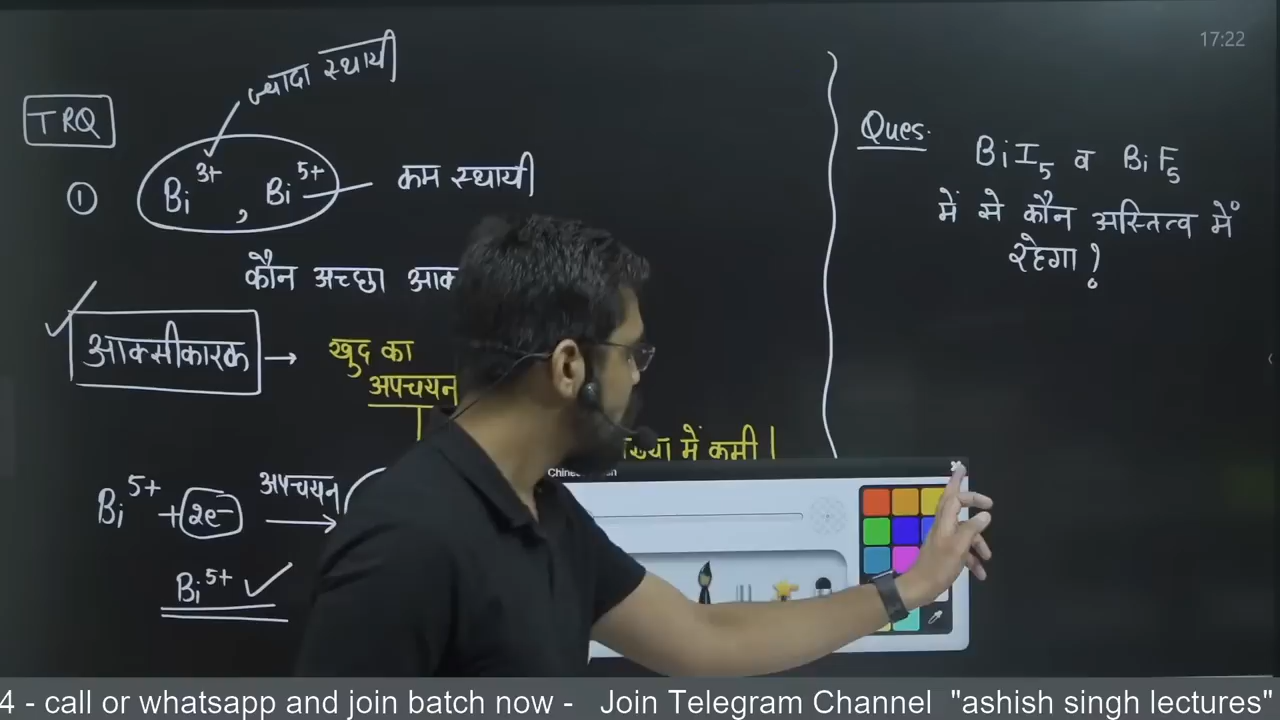 17:22
ज्यादा स्थायी
TRQ
① Bi³⁺, Bi⁵⁺ कम स्थायी
कौन अच्छा
आक्सीकारक → खुद का
अपचयन
में कमी।
Bi⁵⁺ + 2e⁻ अपचयन →
Bi⁵⁺ ✓
Ques.
BiI₅ व BiF₅
में से कौन अस्तित्व में
रहेगा?
4 - call or whatsapp and join batch now - Join Telegram Channel "ashish singh lectures"